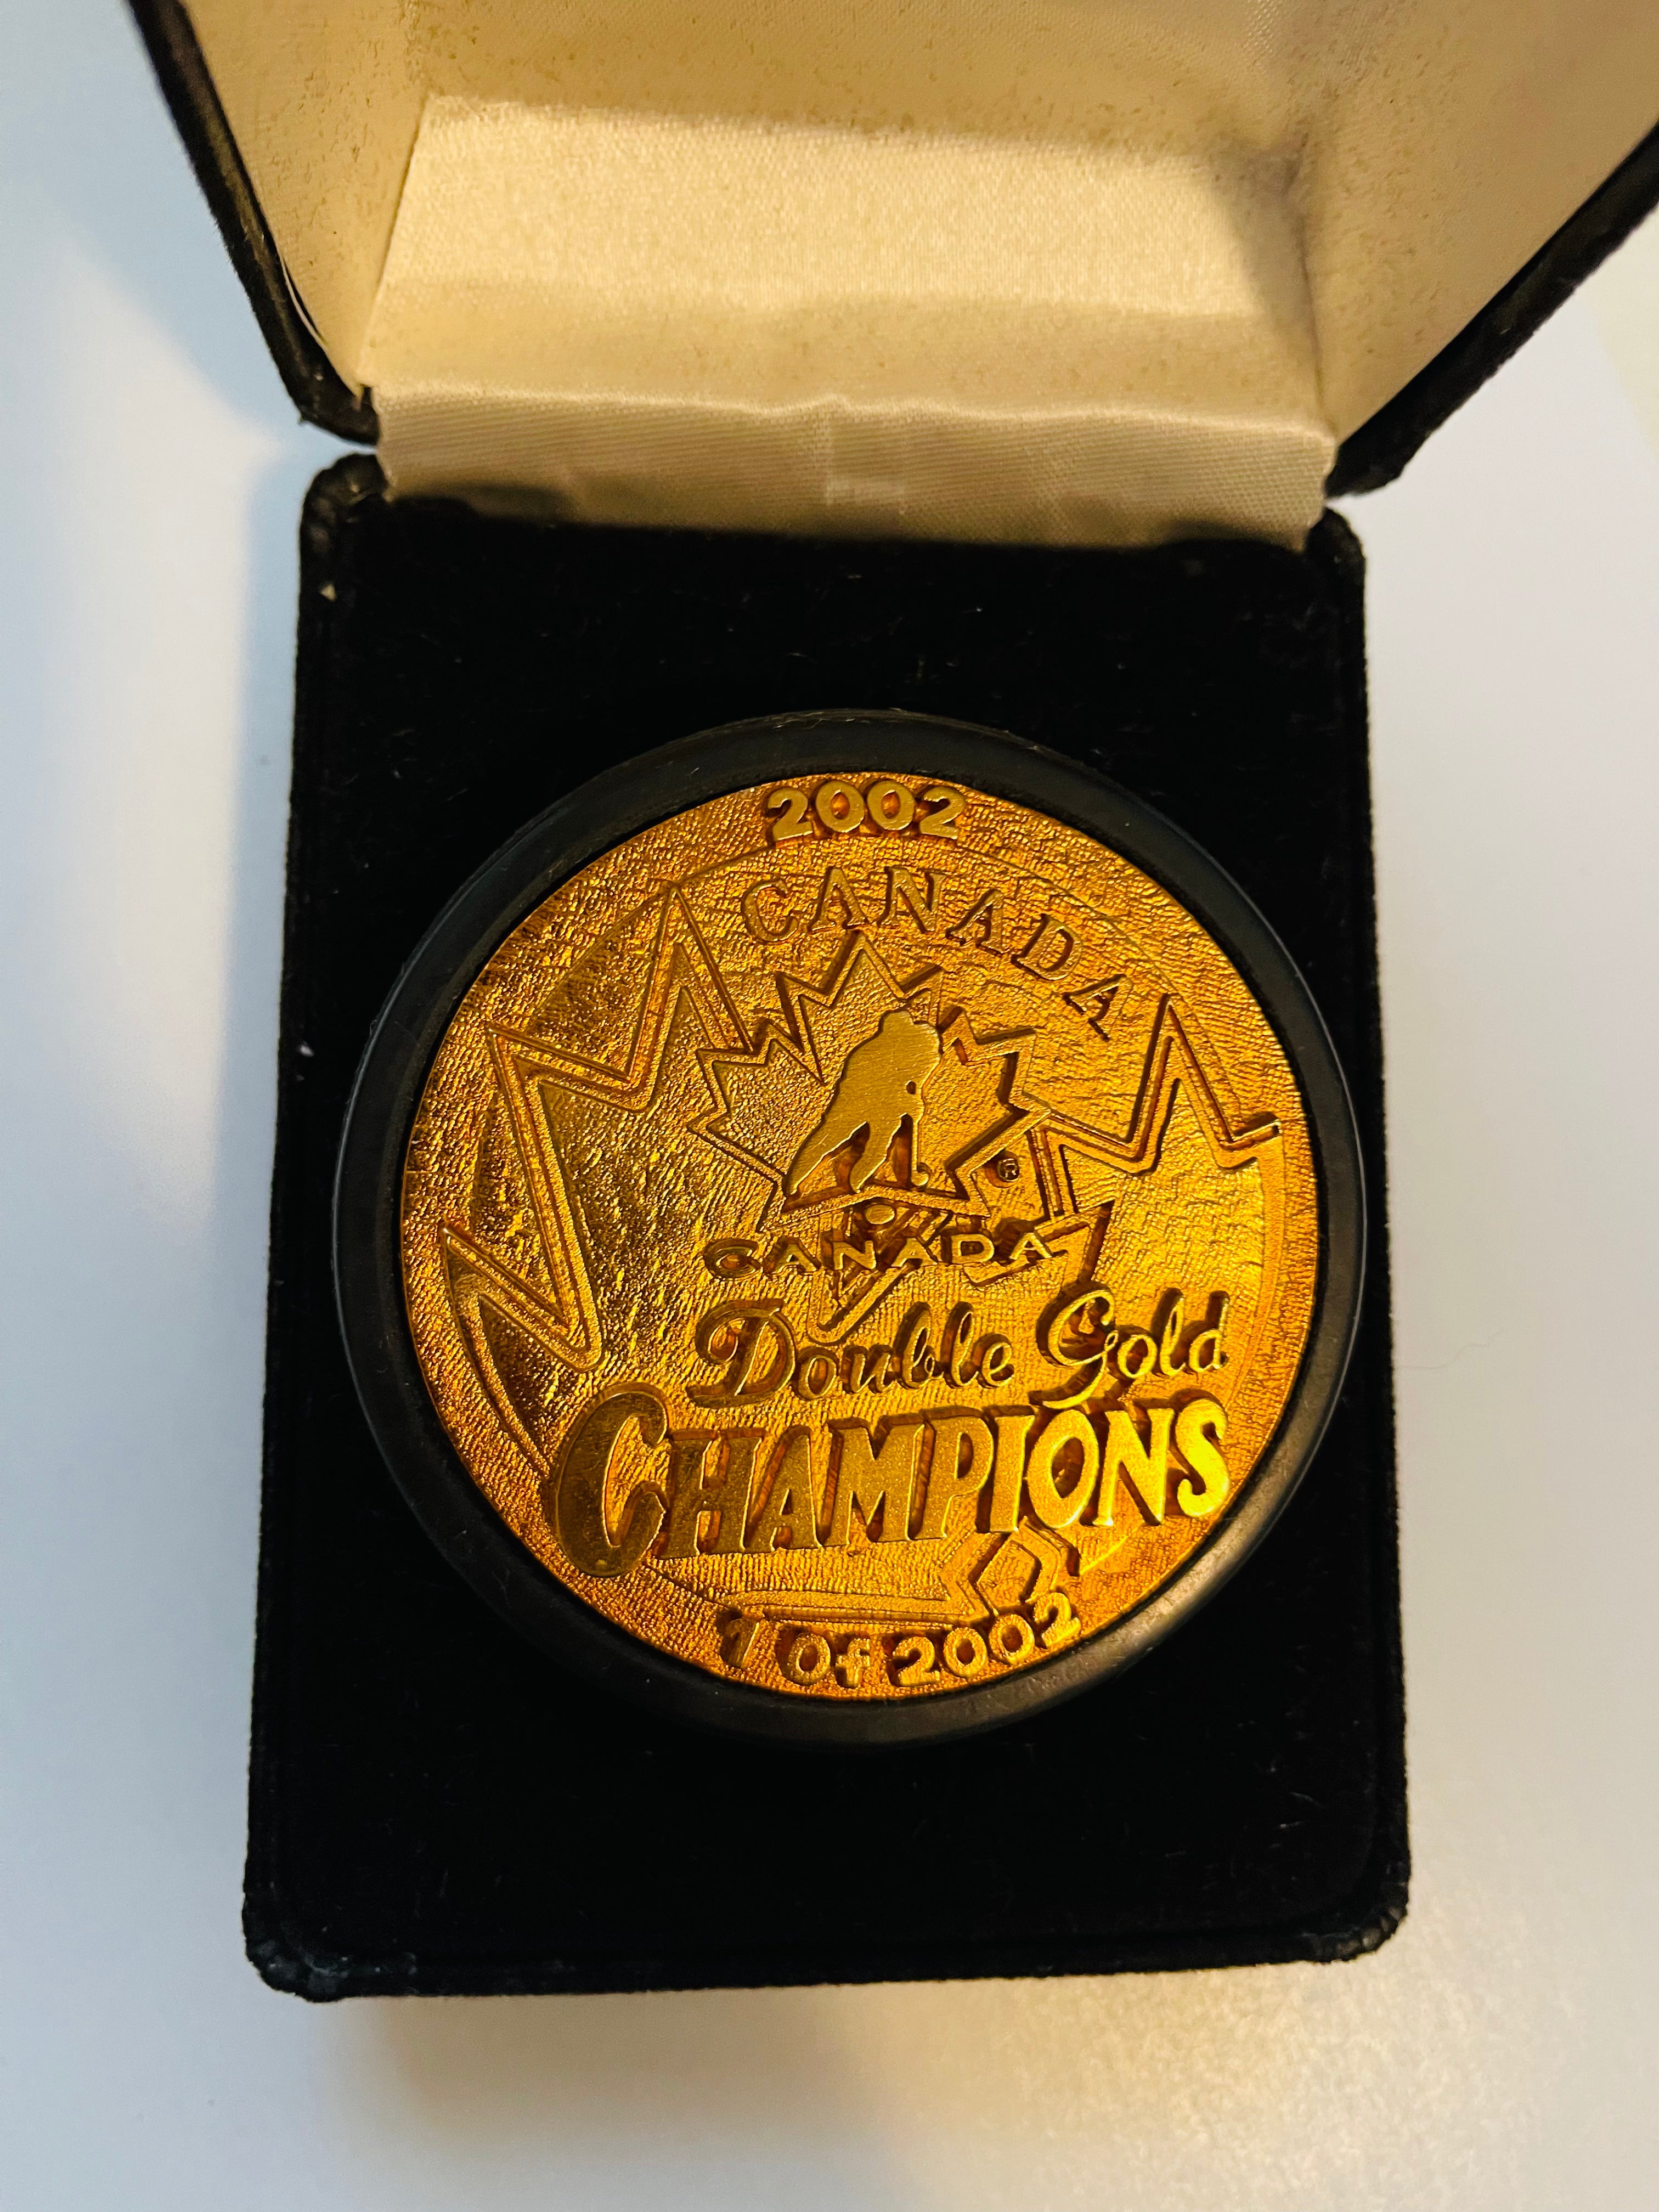 2002
CANADA
®
CANADA
Double Gold
CHAMPIONS
1 Of 2002